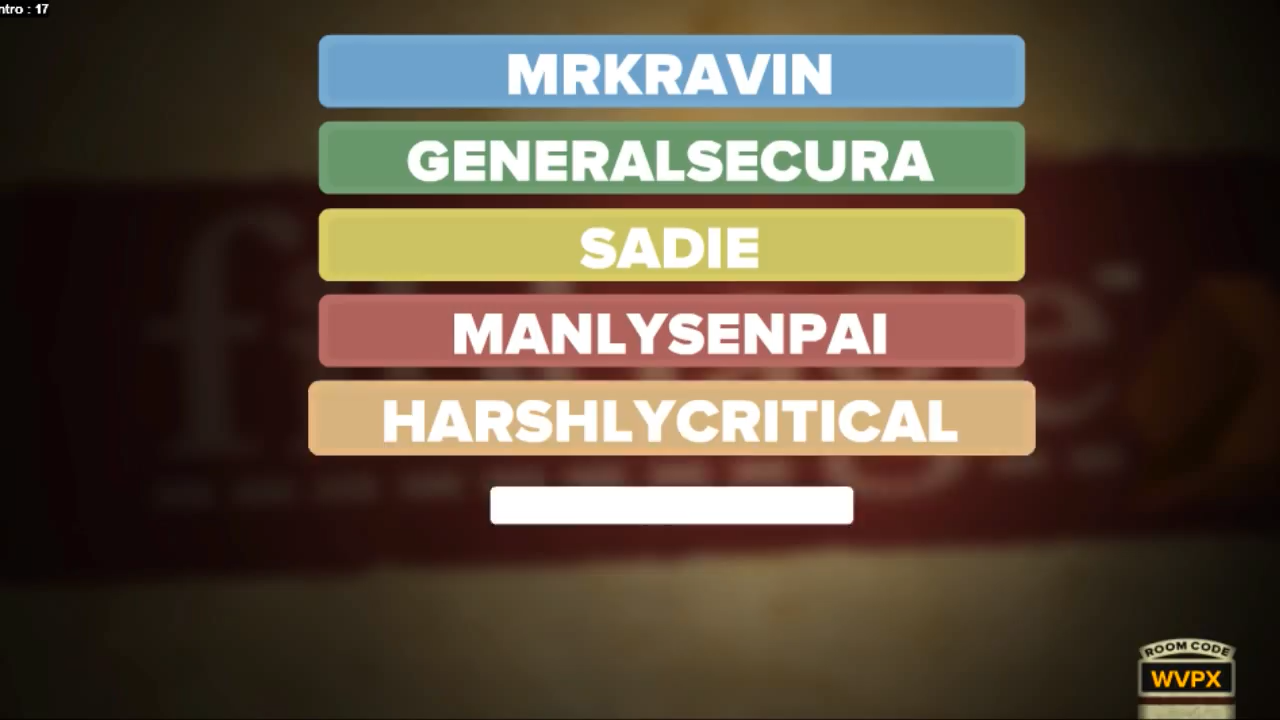 ntro : 17
MRKRAVIN
GENERALSECURA
SADIE
MANLYSENPAI
HARSHLYCRITICAL
ROOM CODE
WVPX